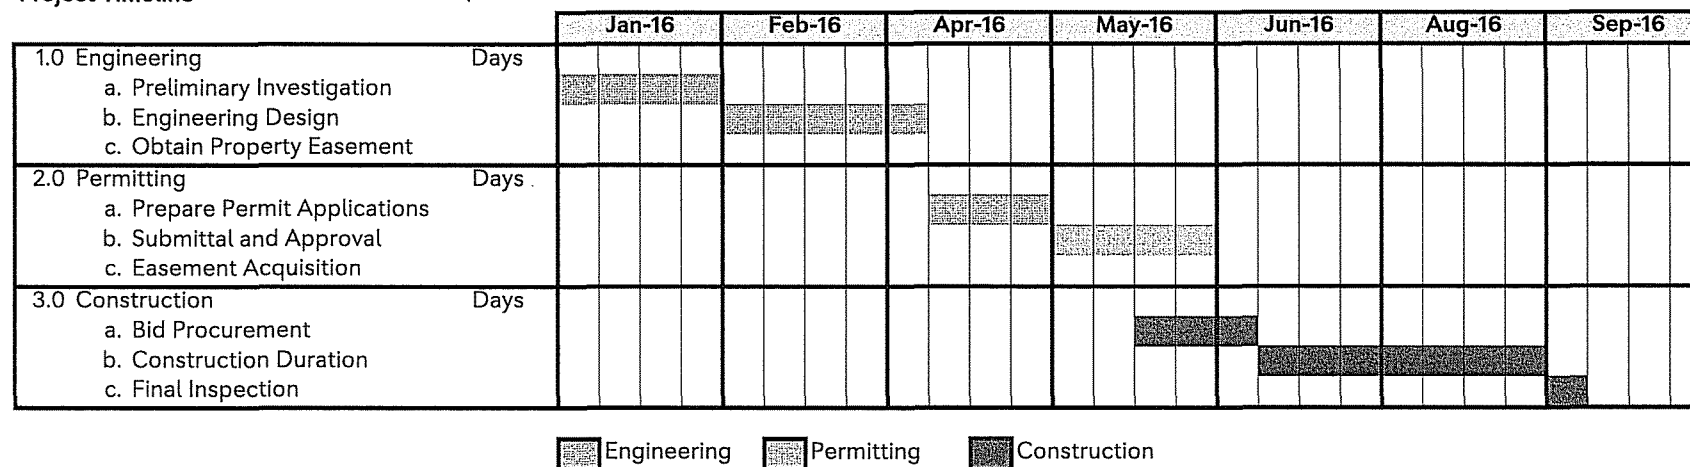 Project Timeline
Jan-16 Feb-16 Apr-16 May-16 Jun-16 Aug-16 Sep-16
1.0 Engineering Days
a. Preliminary Investigation
b. Engineering Design
c. Obtain Property Easement
2.0 Permitting Days
a. Prepare Permit Applications
b. Submittal and Approval
c. Easement Acquisition
3.0 Construction Days
a. Bid Procurement
b. Construction Duration
c. Final Inspection
Engineering Permitting Construction